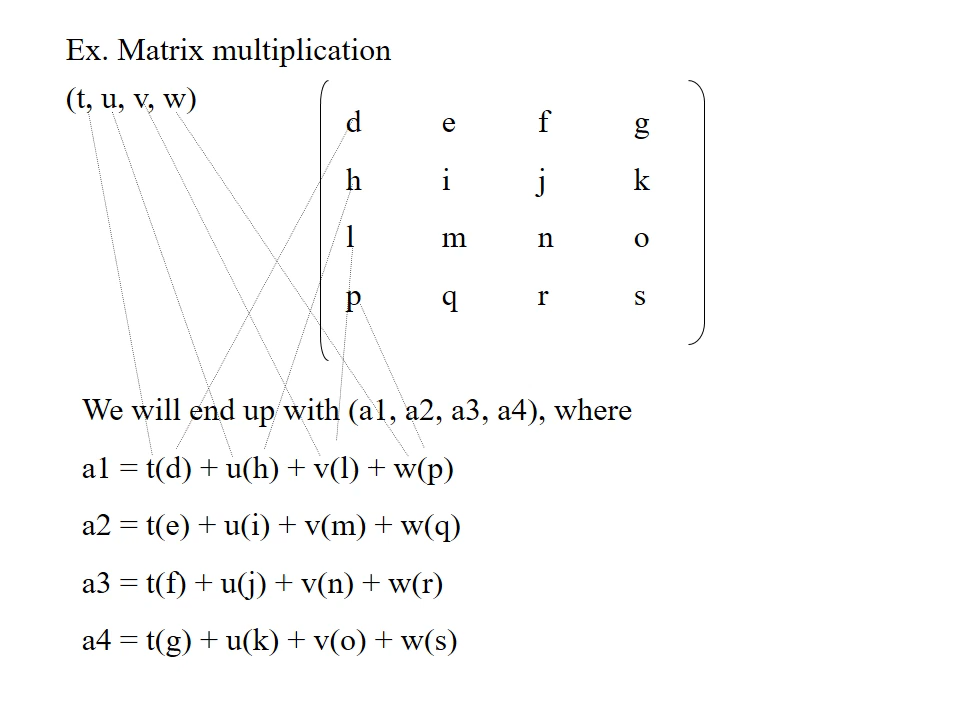 Ex. Matrix multiplication
(t, u, v, w)
d e f g
h i j k
l m n o
p q r s
We will end up with (a1, a2, a3, a4), where
a1 = t(d) + u(h) + v(l) + w(p)
a2 = t(e) + u(i) + v(m) + w(q)
a3 = t(f) + u(j) + v(n) + w(r)
a4 = t(g) + u(k) + v(o) + w(s)